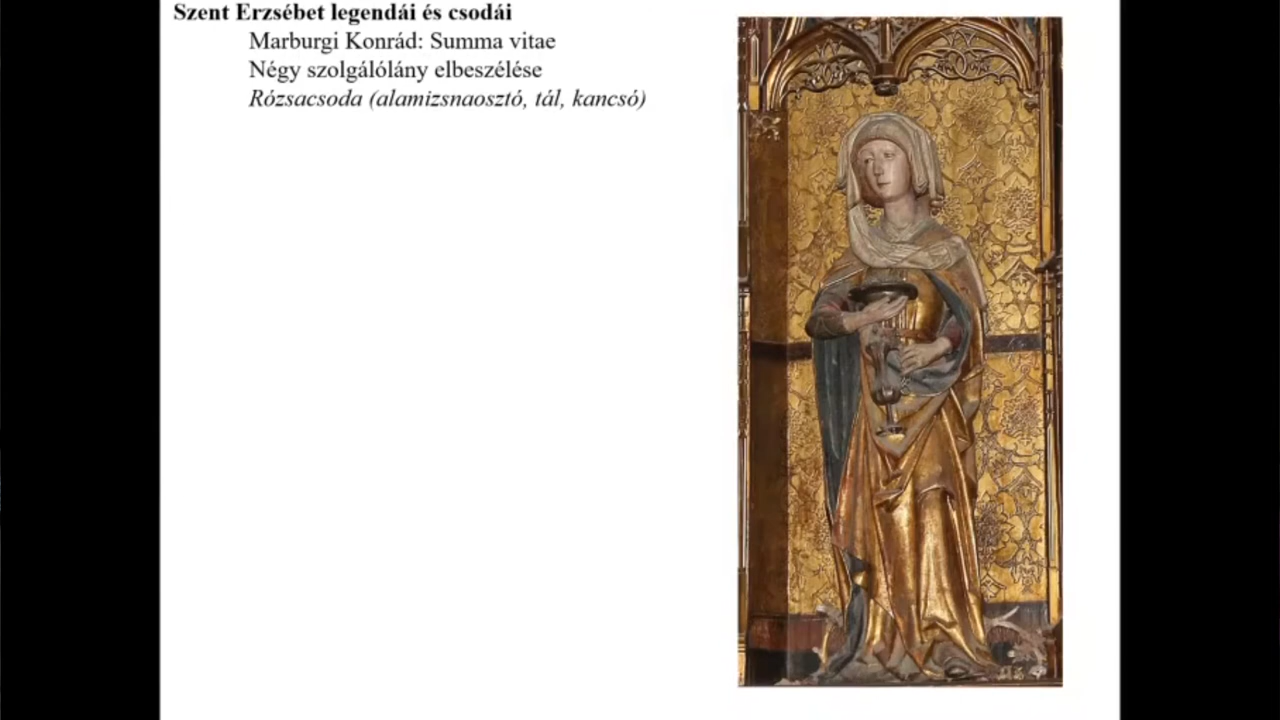 Szent Erzsébet legendái és csodái
Marburgi Konrád: Summa vitae
Négy szolgálólány elbeszélése
Rózsacsoda (alamizsnaosztó, tál, kancsó)